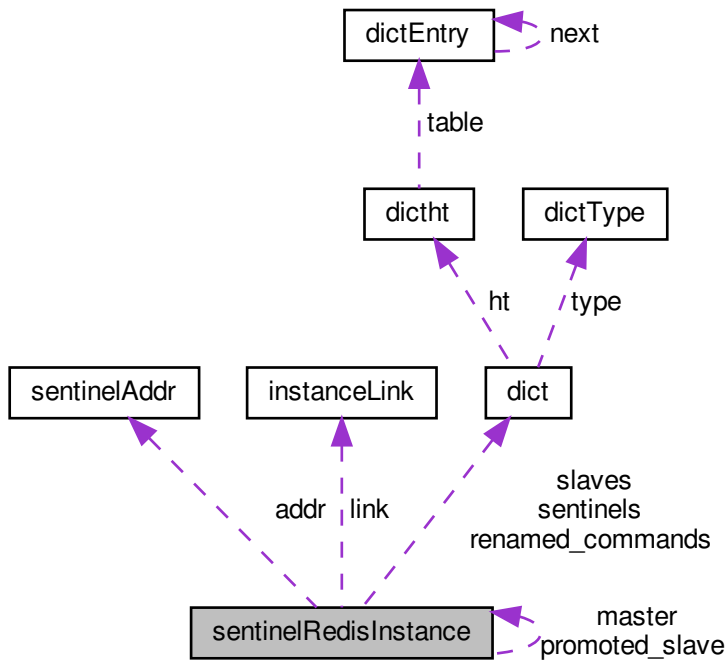 dictEntry
next
table
dictht
dictType
ht
type
sentinelAddr
instanceLink
dict
slaves
sentinels
renamed_commands
addr
link
sentinelRedisInstance
master
promoted_slave